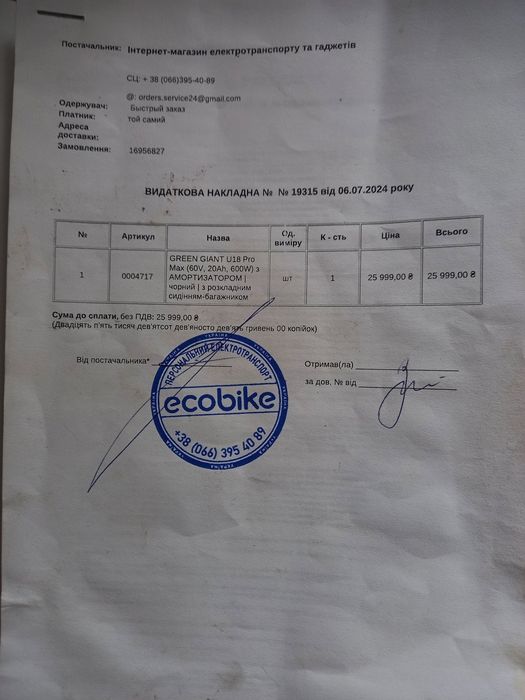 Постачальник: Інтернет-магазин електротранспорту та гаджетів
СЦ: + 38 (066)395-40-89
@: orders.service24@gmail.com
Одержувач: Быстрый заказ
Платник: той самий
Адреса доставки:
Замовлення: 16956827
ВИДАТКОВА НАКЛАДНА № № 19315 від 06.07.2024 року
№ Артикул Назва Од. виміру К - сть Ціна Всього
1 0004717 GREEN GIANT U18 Pro Max (60V, 20Ah, 600W) з АМОРТИЗАТОРОМ | чорний | з розкладним сидінням-багажником шт 1 25 999,00 ₴ 25 999,00 ₴
Сума до сплати, без ПДВ: 25 999,00 ₴
(Двадцять п'ять тисяч дев'ятсот дев'яносто дев'ять гривень 00 копійок)
Від постачальника*
Отримав(ла)
за дов. № від
УКРАЇНА
ПЕРСОНАЛЬНИЙ ЕЛЕКТРОТРАНСПОРТ
ecobike
+38 (066) 395 40 89
УКРАЇНА